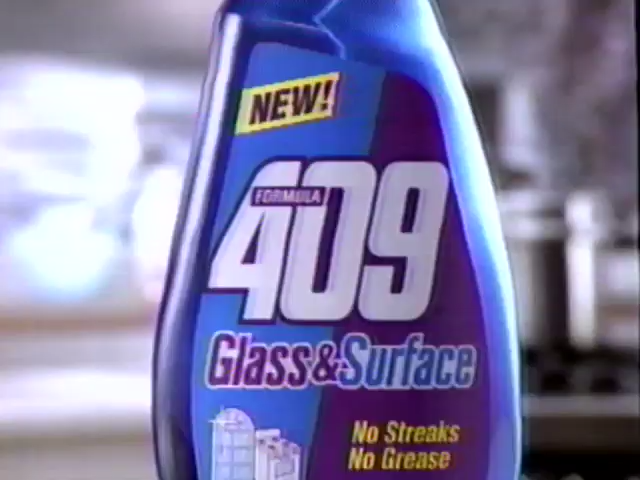 NEW!
FORMULA
409
Glass&Surface
No Streaks
No Grease